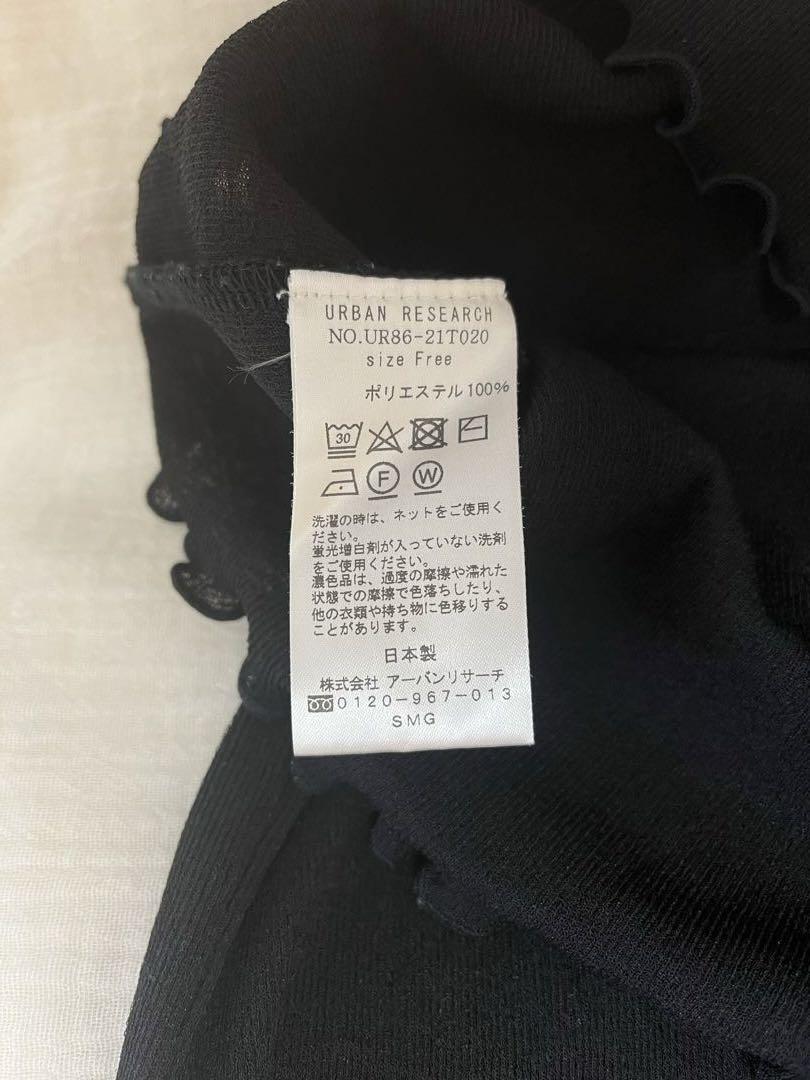 URBAN RESEARCH
NO.UR86-21T020
size Free
ポリエステル100%
30
F W
洗濯の時は、ネットをご使用く
ださい。
蛍光増白剤が入っていない洗剤
をご使用ください。
濃色品は、過度の摩擦や濡れた
状態での摩擦で色落ちしたり、
他の衣類や持ち物に色移りする
ことがあります。
日本製
株式会社 アーバンリサーチ
0120-967-013
SMG